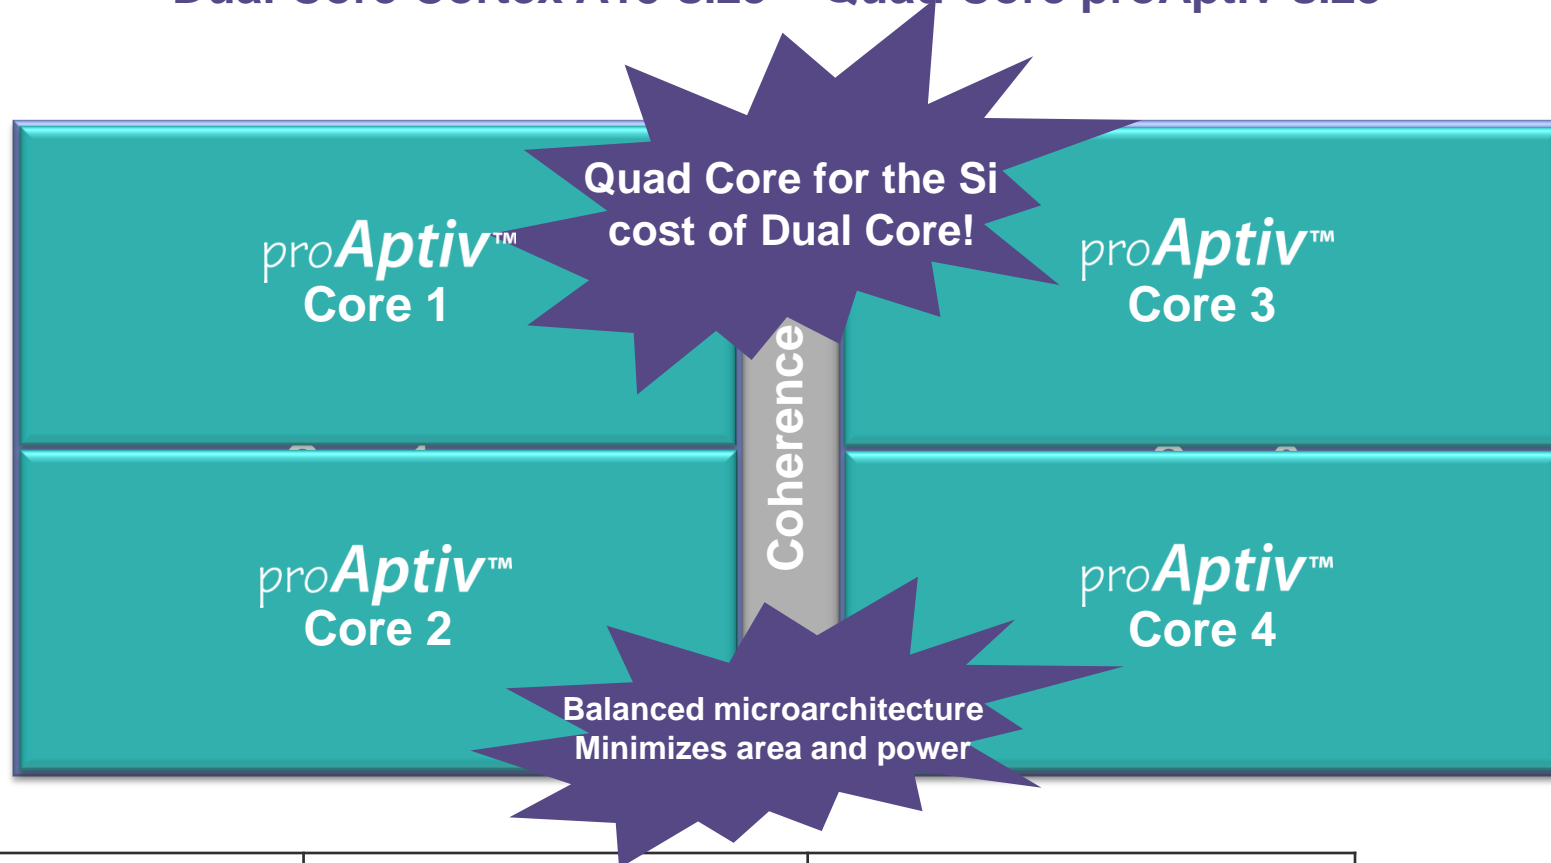 Quad Core for the Si
cost of Dual Core!
proAptiv™
Core 1
proAptiv™
Core 3
Coherence
proAptiv™
Core 2
proAptiv™
Core 4
Balanced microarchitecture
Minimizes area and power